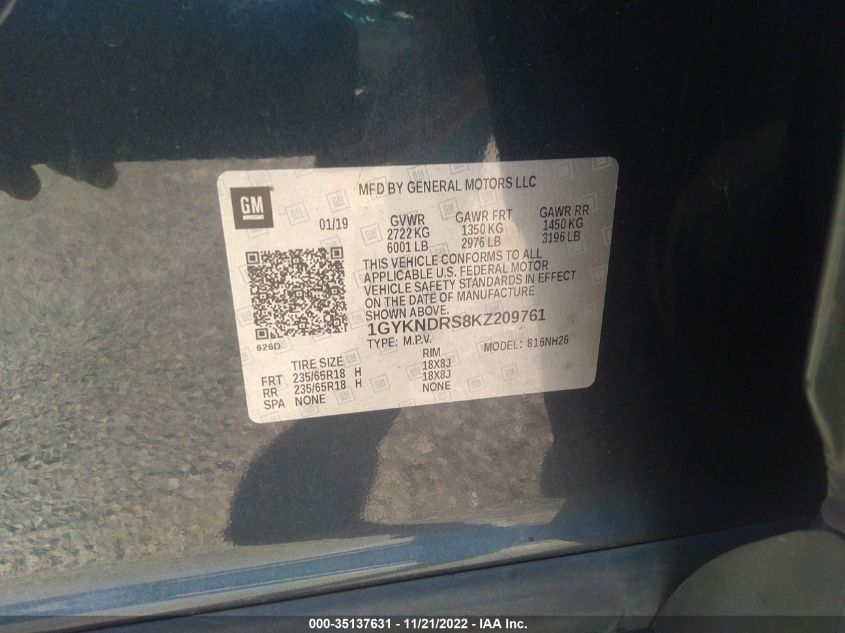 MFD BY GENERAL MOTORS LLC
GM
01/19
GVWR GAWR FRT GAWR RR
2722 KG 1350 KG 1450 KG
6001 LB 2976 LB 3196 LB
THIS VEHICLE CONFORMS TO ALL
APPLICABLE U.S. FEDERAL MOTOR
VEHICLE SAFETY STANDARDS IN EFFECT
ON THE DATE OF MANUFACTURE
SHOWN ABOVE.
1GYKNDRS8KZ209761
626D
TYPE: M.P.V. MODEL: 816NH26
TIRE SIZE RIM
FRT 235/65R18 H 18X8J
RR 235/65R18 H 18X8J
SPA NONE NONE
000-35137631 - 11/21/2022 - IAA Inc.